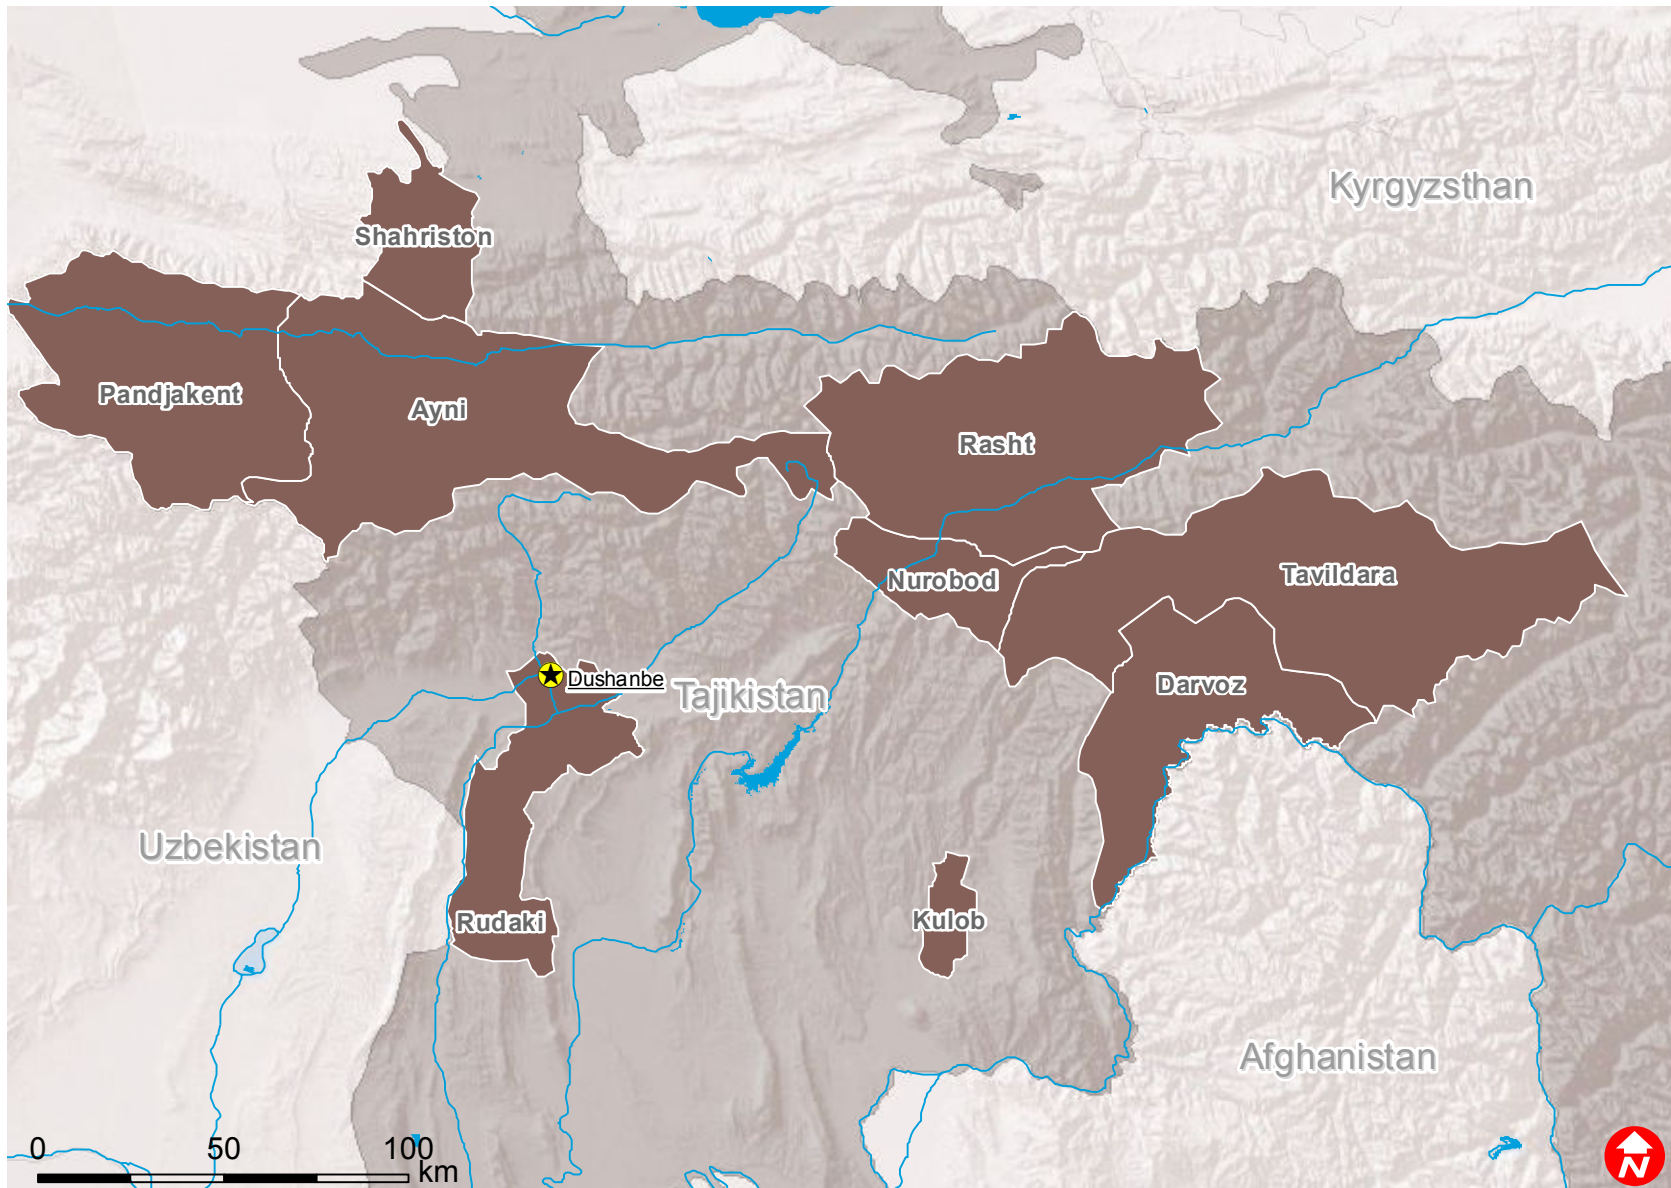 Kyrgyzsthan
Shahriston
Pandjakent
Ayni
Rasht
Nurobod
Tavildara
Dushanbe
Tajikistan
Darvoz
Uzbekistan
Rudaki
Kulob
Afghanistan
0 50 100
km
N